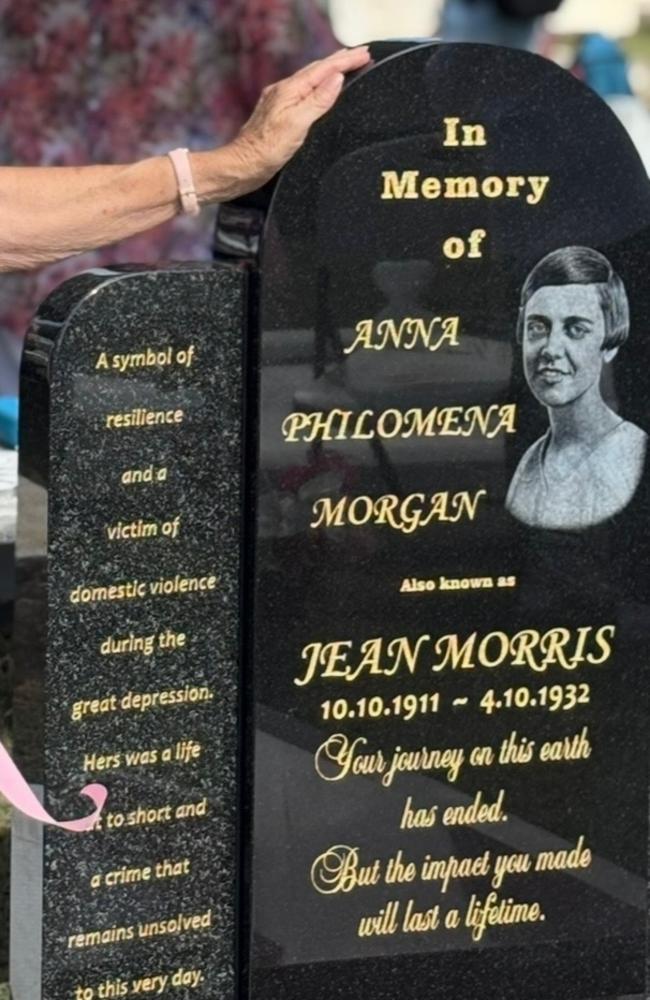 A symbol of
resilience
and a
victim of
domestic violence
during the
great depression.
Hers was a life
to short and
a crime that
remains unsolved
to this very day.
In
Memory
of
ANNA
PHILOMENA
MORGAN
Also known as
JEAN MORRIS
10.10.1911 ~ 4.10.1932
Your journey on this earth
has ended.
But the impact you made
will last a lifetime.